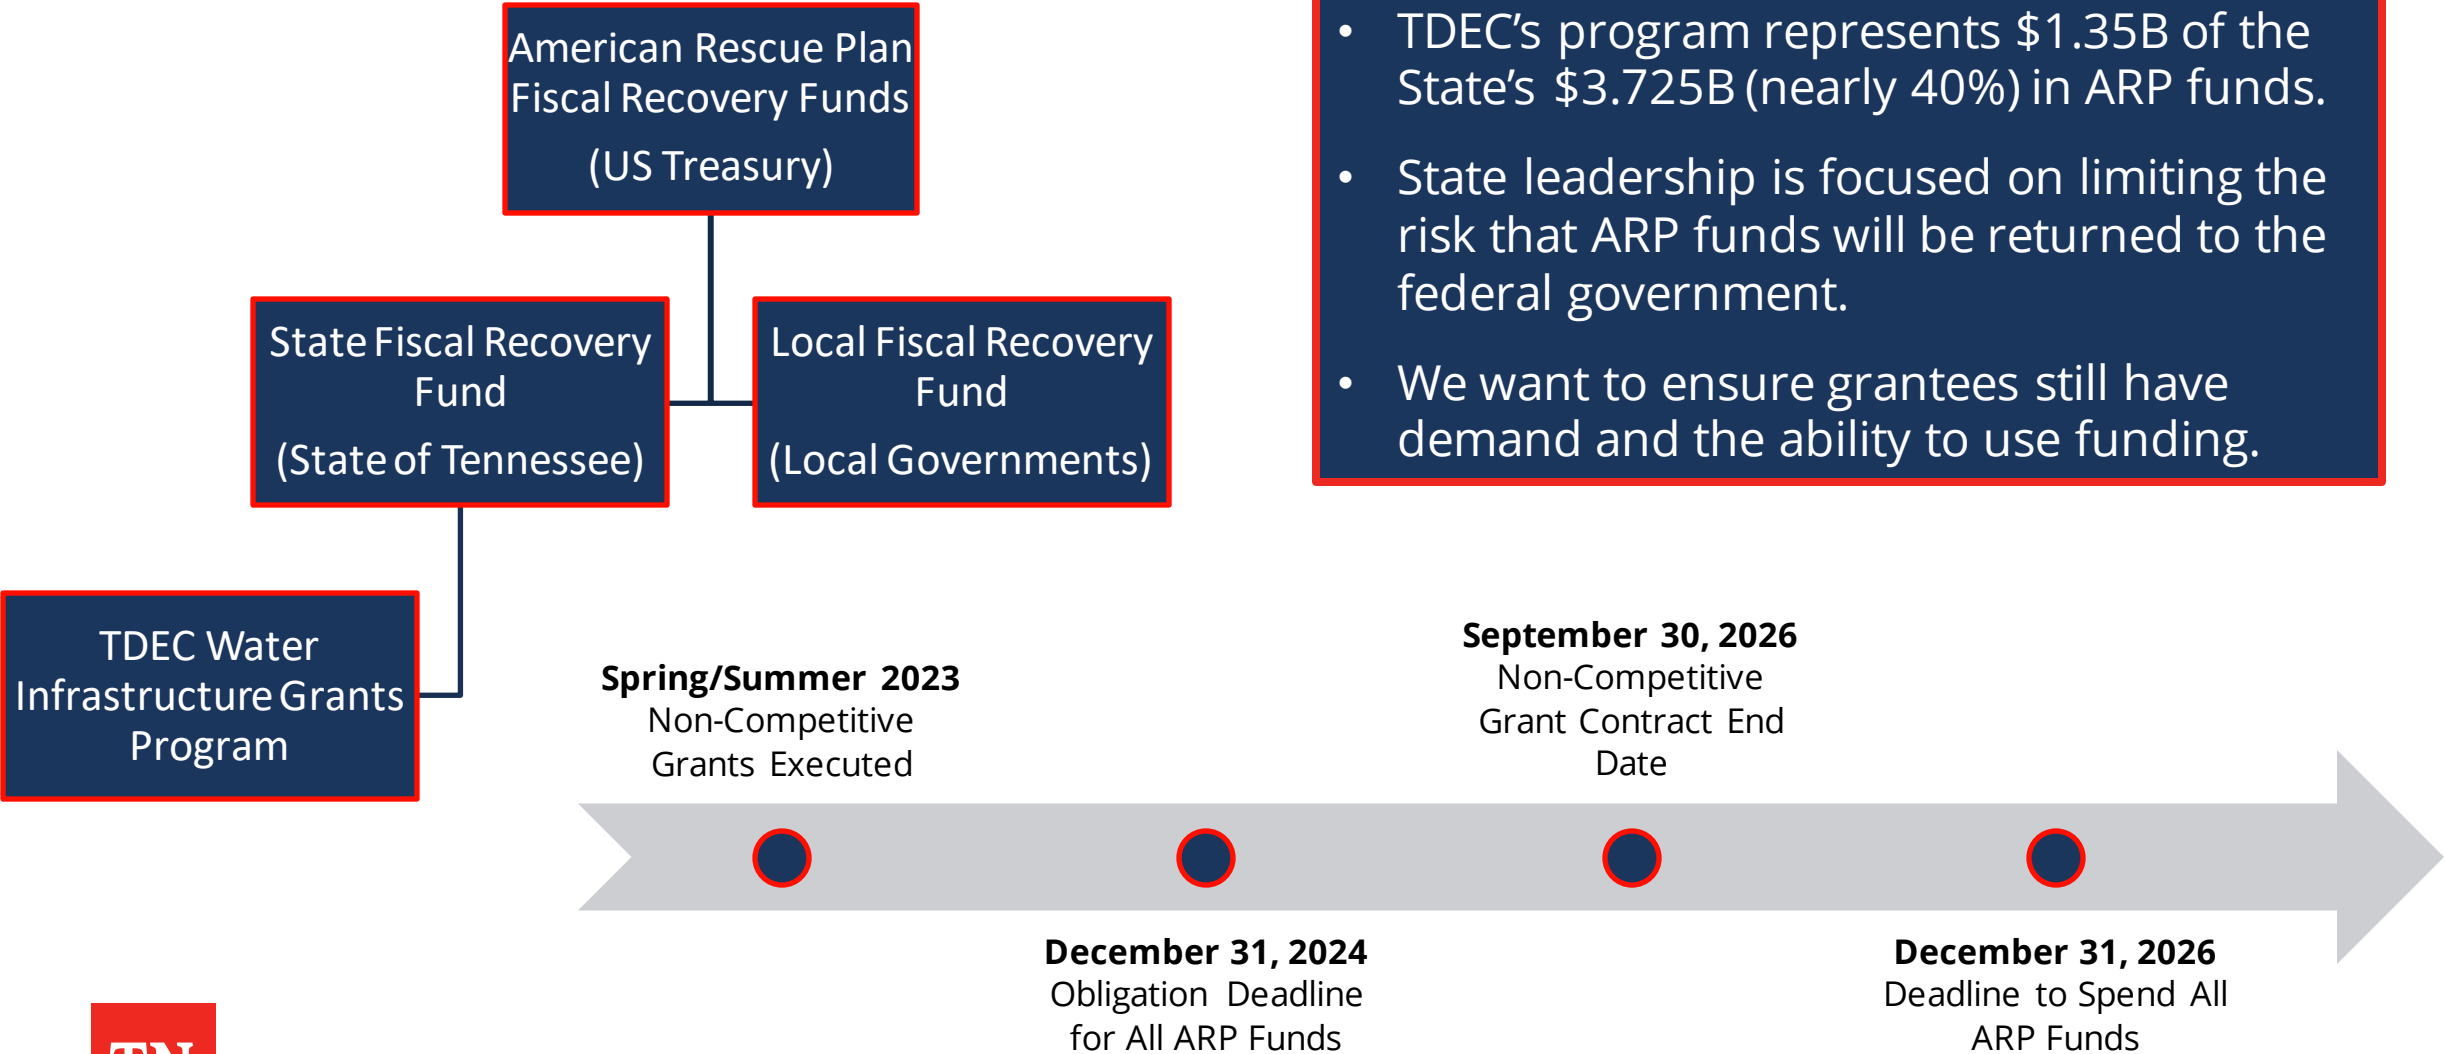 American Rescue Plan
Fiscal Recovery Funds
(US Treasury)
State Fiscal Recovery
Fund
(State of Tennessee)
Local Fiscal Recovery
Fund
(Local Governments)
TDEC Water
Infrastructure Grants
Program
• TDEC’s program represents $1.35B of the
State’s $3.725B (nearly 40%) in ARP funds.
• State leadership is focused on limiting the
risk that ARP funds will be returned to the
federal government.
• We want to ensure grantees still have
demand and the ability to use funding.
Spring/Summer 2023
Non-Competitive
Grants Executed
December 31, 2024
Obligation Deadline
for All ARP Funds
September 30, 2026
Non-Competitive
Grant Contract End
Date
December 31, 2026
Deadline to Spend All
ARP Funds
TN